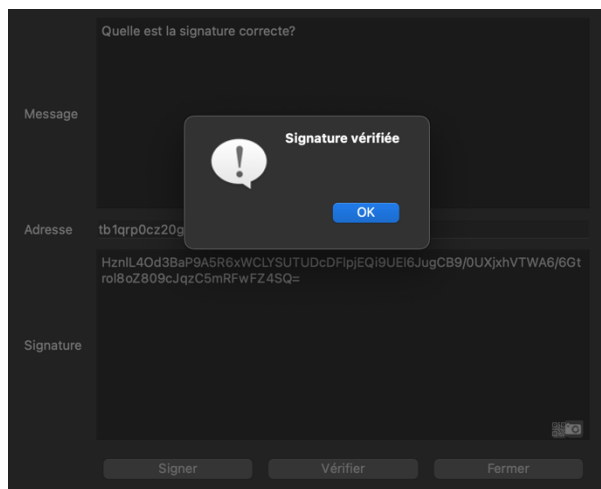 Quelle est la signature correcte?
Message
Signature vérifiée
OK
Adresse
tb1qrp0cz20g
HznlL4Od3BaP9A5R6xWCLYSUTUDcDFlpjEQi9UEl6JugCB9/0UXjxhVTWA6/6Gt
rol8oZ809cJqzC5mRFwFZ4SQ=
Signature
Signer
Vérifier
Fermer